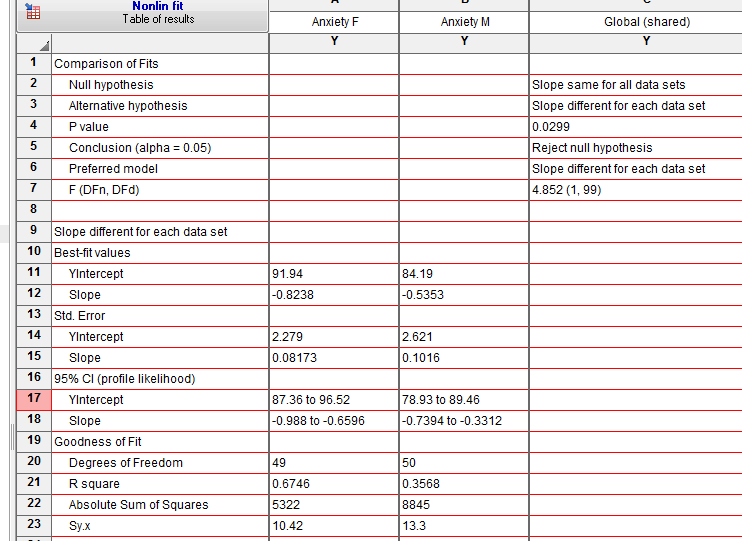 Nonlin fit
Table of results
Anxiety F Anxiety M Global (shared)
Y Y Y
1 Comparison of Fits
2 Null hypothesis Slope same for all data sets
3 Alternative hypothesis Slope different for each data set
4 P value 0.0299
5 Conclusion (alpha = 0.05) Reject null hypothesis
6 Preferred model Slope different for each data set
7 F (DFn, DFd) 4.852 (1, 99)
8
9 Slope different for each data set
10 Best-fit values
11 YIntercept 91.94 84.19
12 Slope -0.8238 -0.5353
13 Std. Error
14 YIntercept 2.279 2.621
15 Slope 0.08173 0.1016
16 95% CI (profile likelihood)
17 YIntercept 87.36 to 96.52 78.93 to 89.46
18 Slope -0.988 to -0.6596 -0.7394 to -0.3312
19 Goodness of Fit
20 Degrees of Freedom 49 50
21 R square 0.6746 0.3568
22 Absolute Sum of Squares 5322 8845
23 Sy.x 10.42 13.3